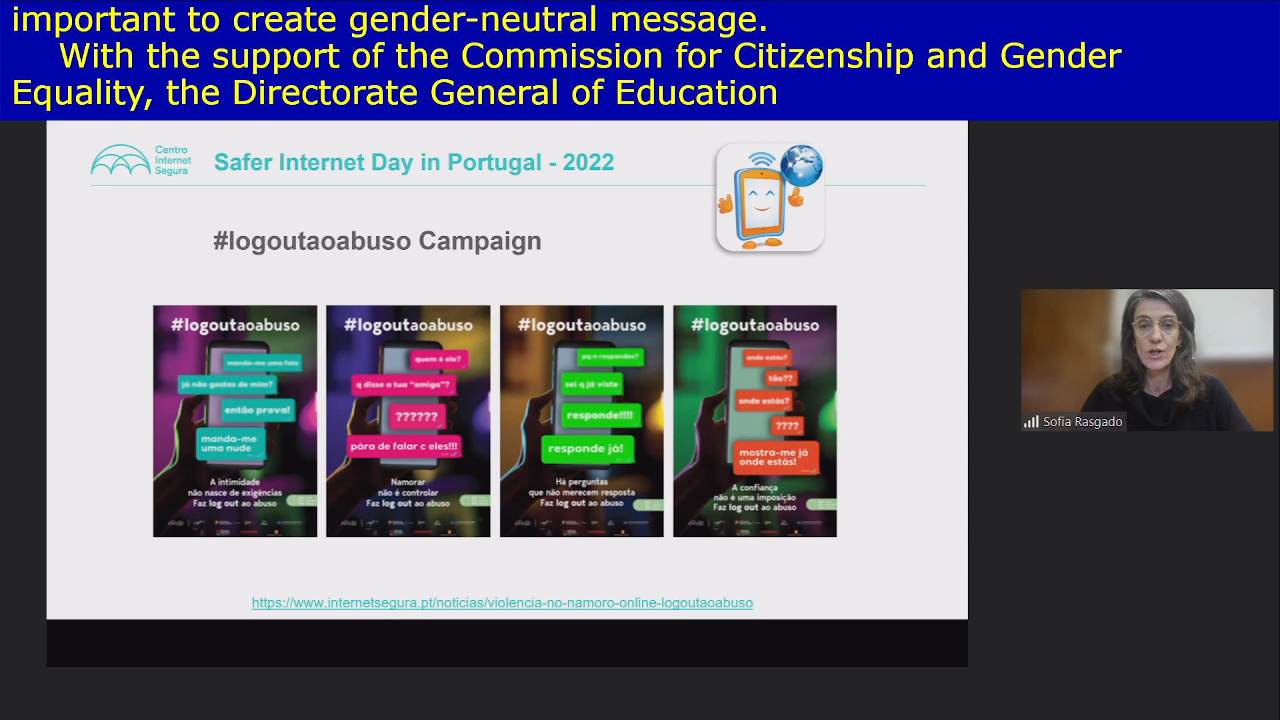 important to create gender-neutral message.
With the support of the Commission for Citizenship and Gender
Equality, the Directorate General of Education
Centro
Internet
Segura
Safer Internet Day in Portugal - 2022
#logoutaoabuso Campaign
#logoutaoabuso
manda-me uma foto
já não gostas de mim?
então prova!
manda-me
uma nude
A intimidade
não nasce de exigências
Faz log out ao abuso
#logoutaoabuso
quem é ele?
q disse a tua "amiga"?
??????
pára de falar c eles!!!
Namorar
não é controlar
Faz log out ao abuso
#logoutaoabuso
pq n respondes?
sei q já viste
responde!!!!
responde já!
Há perguntas
que não merecem resposta
Faz log out ao abuso
#logoutaoabuso
onde estás?
tão??
onde estás?
????
mostra-me já
onde estás!
A confiança
não é uma imposição
Faz log out ao abuso
https://www.internetsegura.pt/noticias/violencia-no-namoro-online-logoutaoabuso
Sofia Rasgado